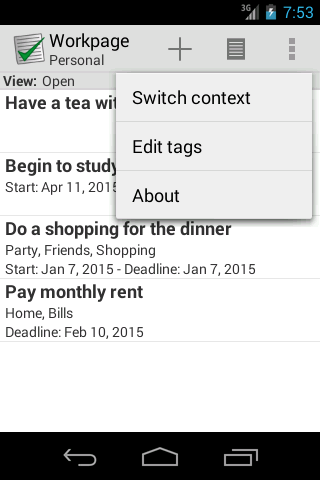 3G
7:53
Workpage
Personal
View: Open
Switch context
Edit tags
About
Have a tea wit
Begin to study
Start: Apr 11, 2015
Do a shopping for the dinner
Party, Friends, Shopping
Start: Jan 7, 2015 - Deadline: Jan 7, 2015
Pay monthly rent
Home, Bills
Deadline: Feb 10, 2015